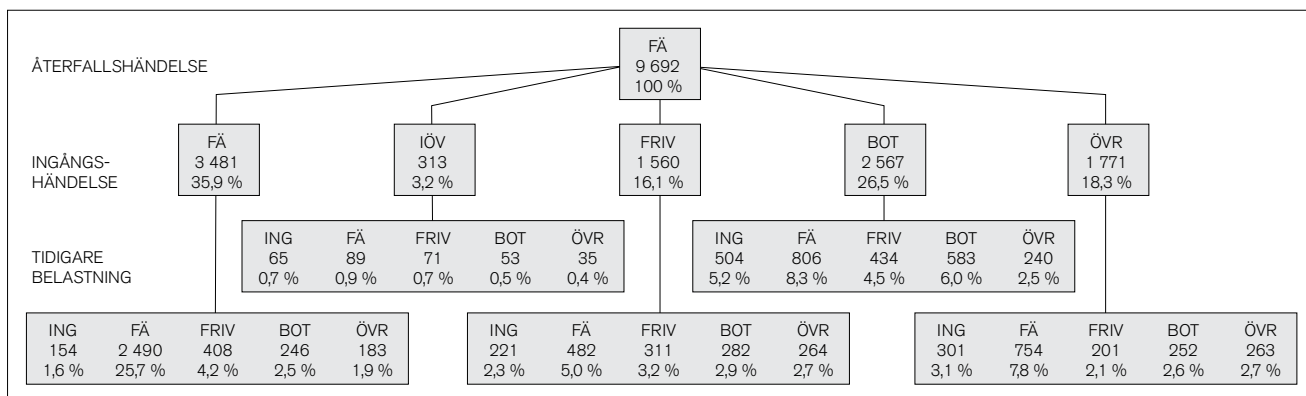 FÄ
9 692
100 %
ÅTERFALLSHÄNDELSE
FÄ
3 481
35,9 %
IÖV
313
3,2 %
FRIV
1 560
16,1 %
BOT
2 567
26,5 %
ÖVR
1 771
18,3 %
INGÅNGS-
HÄNDELSE
TIDIGARE
BELASTNING
ING FÄ FRIV BOT ÖVR
65 89 71 53 35
0,7 % 0,9 % 0,7 % 0,5 % 0,4 %
ING FÄ FRIV BOT ÖVR
504 806 434 583 240
5,2 % 8,3 % 4,5 % 6,0 % 2,5 %
ING FÄ FRIV BOT ÖVR
154 2 490 408 246 183
1,6 % 25,7 % 4,2 % 2,5 % 1,9 %
ING FÄ FRIV BOT ÖVR
221 482 311 282 264
2,3 % 5,0 % 3,2 % 2,9 % 2,7 %
ING FÄ FRIV BOT ÖVR
301 754 201 252 263
3,1 % 7,8 % 2,1 % 2,6 % 2,7 %